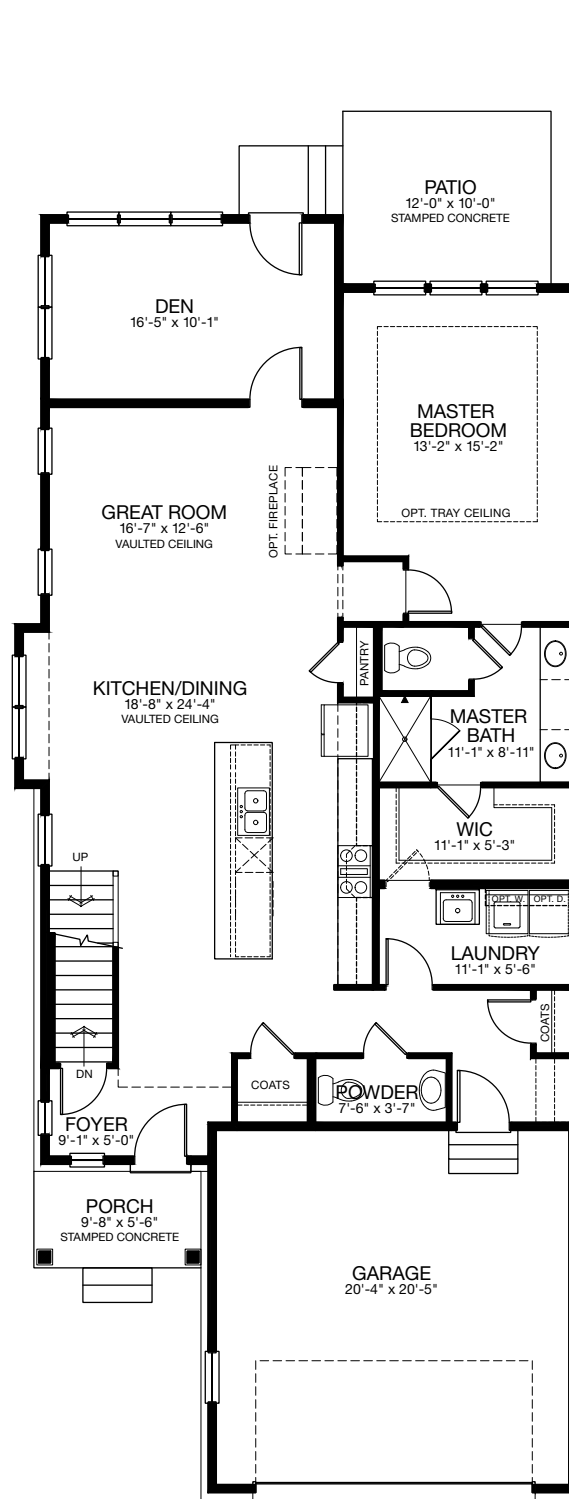 PATIO
12'-0" x 10'-0"
STAMPED CONCRETE
DEN
16'-5" x 10'-1"
MASTER
BEDROOM
13'-2" x 15'-2"
OPT. TRAY CEILING
GREAT ROOM
16'-7" x 12'-6"
VAULTED CEILING
OPT. FIREPLACE
PANTRY
KITCHEN/DINING
18'-8" x 24'-4"
VAULTED CEILING
MASTER
BATH
11'-1" x 8'-11"
WIC
11'-1" x 5'-3"
UP
OPT. W.
OPT. D.
LAUNDRY
11'-1" x 5'-6"
COATS
DN
COATS
POWDER
7'-6" x 3'-7"
FOYER
9'-1" x 5'-0"
PORCH
9'-8" x 5'-6"
STAMPED CONCRETE
GARAGE
20'-4" x 20'-5"